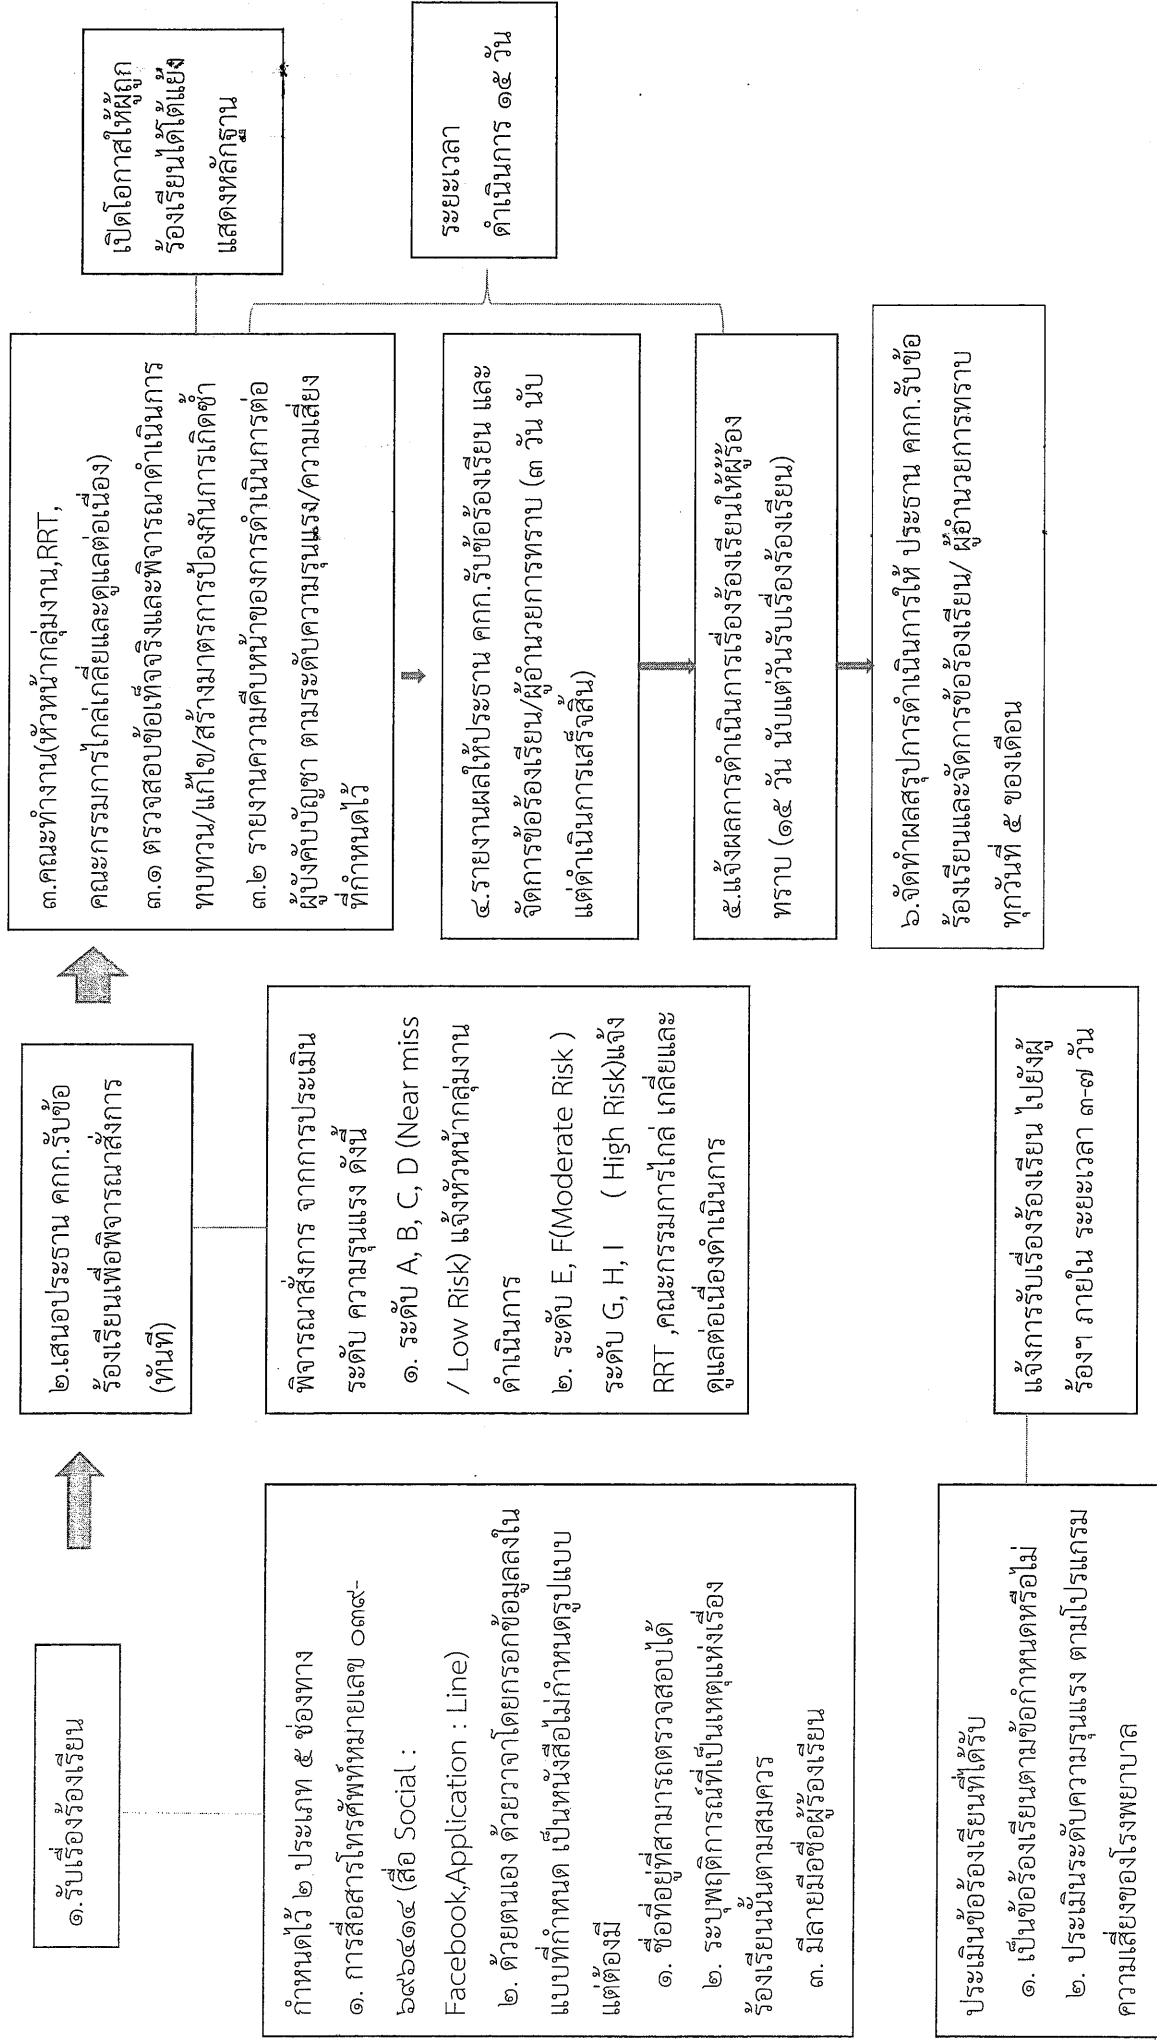 ๑.รับเรื่องร้องเรียน
กำหนดไว้ ๒ ประเภท ๕ ช่องทาง
๑. การสื่อสารโทรศัพท์หมายเลข ๐๓๙-
๖๙๖๔๑๔ (สื่อ Social :
Facebook,Application : Line)
๒. ด้วยตนเอง ด้วยวาจาโดยกรอกข้อมูลลงใน
แบบที่กำหนด เป็นหนังสือไม่กำหนดรูปแบบ
แต่ต้องมี
๑. ชื่อที่อยู่ที่สามารถตรวจสอบได้
๒. ระบุพฤติการณ์ที่เป็นเหตุแห่งเรื่อง
ร้องเรียนนั้นตามสมควร
๓. มีลายมือชื่อผู้ร้องเรียน
ประเมินข้อร้องเรียนที่ได้รับ
๑. เป็นข้อร้องเรียนตามข้อกำหนดหรือไม่
๒. ประเมินระดับความรุนแรง ตามโปรแกรม
ความเสี่ยงของโรงพยาบาล
แจ้งการรับเรื่องร้องเรียน ไปยังผู้
ร้องฯ ภายใน ระยะเวลา ๓-๗ วัน
๒.เสนอประธาน คกก.รับข้อ
ร้องเรียนเพื่อพิจารณาสั่งการ
(ทันที)
พิจารณาสั่งการ จากการประเมิน
ระดับ ความรุนแรง ดังนี้
๑. ระดับ A, B, C, D (Near miss
/ Low Risk) แจ้งหัวหน้ากลุ่มงาน
ดำเนินการ
๒. ระดับ E, F(Moderate Risk )
ระดับ G, H, I ( High Risk)แจ้ง
RRT ,คณะกรรมการไกล่ เกลี่ยและ
ดูแลต่อเนื่องดำเนินการ
๓.คณะทำงาน(หัวหน้ากลุ่มงาน,RRT,
คณะกรรมการไกล่เกลี่ยและดูแลต่อเนื่อง)
๓.๑ ตรวจสอบข้อเท็จจริงและพิจารณาดำเนินการ
ทบทวน/แก้ไข/สร้างมาตรการป้องกันการเกิดซ้ำ
๓.๒ รายงานความคืบหน้าของการดำเนินการต่อ
ผู้บังคับบัญชา ตามระดับความรุนแรง/ความเสี่ยง
ที่กำหนดไว้
เปิดโอกาสให้ผู้ถูก
ร้องเรียนได้โต้แย้ง
แสดงหลักฐาน
๔.รายงานผลให้ประธาน คกก.รับข้อร้องเรียน และ
จัดการข้อร้องเรียน/ผู้อำนวยการทราบ (๓ วัน นับ
แต่ดำเนินการเสร็จสิ้น)
๕.แจ้งผลการดำเนินการเรื่องร้องเรียนให้ผู้ร้อง
ทราบ (๑๕ วัน นับแต่วันรับเรื่องร้องเรียน)
ระยะเวลา
ดำเนินการ ๑๕ วัน
๖.จัดทำผลสรุปการดำเนินการให้ ประธาน คกก.รับข้อ
ร้องเรียนและจัดการข้อร้องเรียน/ ผู้อำนวยการทราบ
ทุกวันที่ ๕ ของเดือน